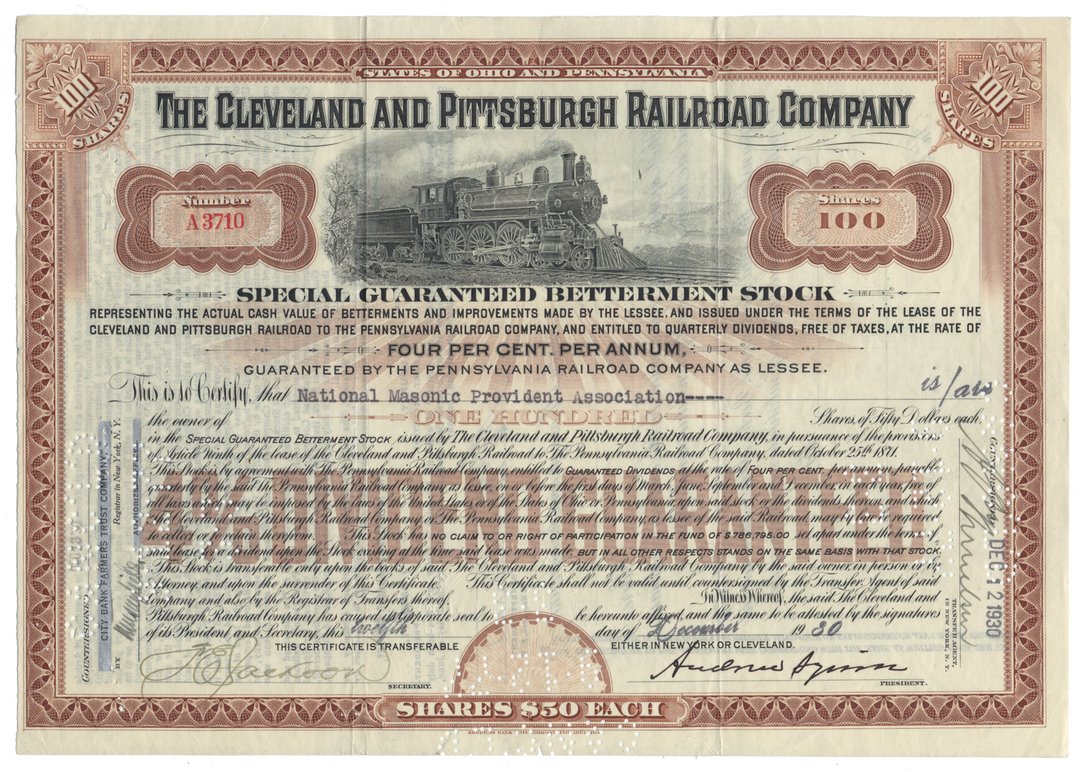 STATES OF OHIO AND PENNSYLVANIA
100 SHARES
100 SHARES
THE CLEVELAND AND PITTSBURGH RAILROAD COMPANY
Number
A3710
Shares
100
SPECIAL GUARANTEED BETTERMENT STOCK
REPRESENTING THE ACTUAL CASH VALUE OF BETTERMENTS AND IMPROVEMENTS MADE BY THE LESSEE, AND ISSUED UNDER THE TERMS OF THE LEASE OF THE
CLEVELAND AND PITTSBURGH RAILROAD TO THE PENNSYLVANIA RAILROAD COMPANY, AND ENTITLED TO QUARTERLY DIVIDENDS, FREE OF TAXES, AT THE RATE OF
FOUR PER CENT. PER ANNUM,
GUARANTEED BY THE PENNSYLVANIA RAILROAD COMPANY AS LESSEE.
This is to Certify, that National Masonic Provident Association---- is/are
the owner of ONE HUNDRED Shares of Fifty Dollars each,
in the SPECIAL GUARANTEED BETTERMENT STOCK issued by The Cleveland and Pittsburgh Railroad Company, in pursuance of the provisions
of Article Ninth of the lease of the Cleveland and Pittsburgh Railroad to The Pennsylvania Railroad Company, dated October 25th 1871.
This Stock is by agreement with The Pennsylvania Railroad Company, entitled to GUARANTEED DIVIDENDS at the rate of FOUR PER CENT. per annum, payable
quarterly by the said The Pennsylvania Railroad Company as lessee, on or before the first days of March, June, September and December, in each year, free of
all taxes which may be imposed by the laws of the United States, or of the States of Ohio or Pennsylvania upon said stock or the dividends thereon, and which
The Cleveland and Pittsburgh Railroad Company or The Pennsylvania Railroad Company, as lessee of the said Railroad, may by law be required
to collect or retain therefrom. This Stock has NO CLAIM TO OR RIGHT OF PARTICIPATION IN THE FUND OF $786,795.00 set apart under the terms of
said lease for a dividend upon the Stock existing at the time said lease was made, BUT IN ALL OTHER RESPECTS STANDS ON THE SAME BASIS WITH THAT STOCK.
This Stock is transferable only upon the books of said The Cleveland and Pittsburgh Railroad Company by the said owner in person or by
Attorney, and upon the surrender of this Certificate. This Certificate shall not be valid until countersigned by the Transfer Agent of said
Company and also by the Registrar of Transfers thereof.
In Witness Whereof, the said The Cleveland and
Pittsburgh Railroad Company has caused its corporate seal to be hereunto affixed, and the same to be attested by the signatures
of its President and Secretary, this twelfth day of December 1930
THIS CERTIFICATE IS TRANSFERABLE EITHER IN NEW YORK OR CLEVELAND.
SECRETARY.
PRESIDENT.
SHARES $50 EACH
COUNTERSIGNED
CITY BANK FARMERS TRUST COMPANY
BY
Registrar in New York, N.Y.
COUNTERSIGNED,
DEC 12 1930
TRANSFER AGENT,
IN NEW YORK, N. Y.